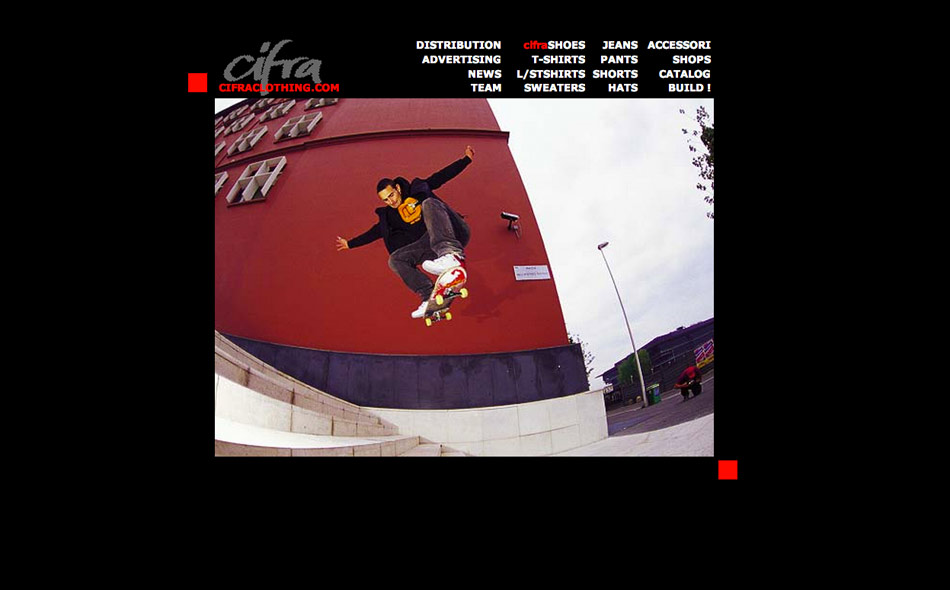 cifra
CIFRACLOTHING.COM
DISTRIBUTION cifraSHOES JEANS ACCESSORI
ADVERTISING T-SHIRTS PANTS SHOPS
NEWS L/STSHIRTS SHORTS CATALOG
TEAM SWEATERS HATS BUILD !